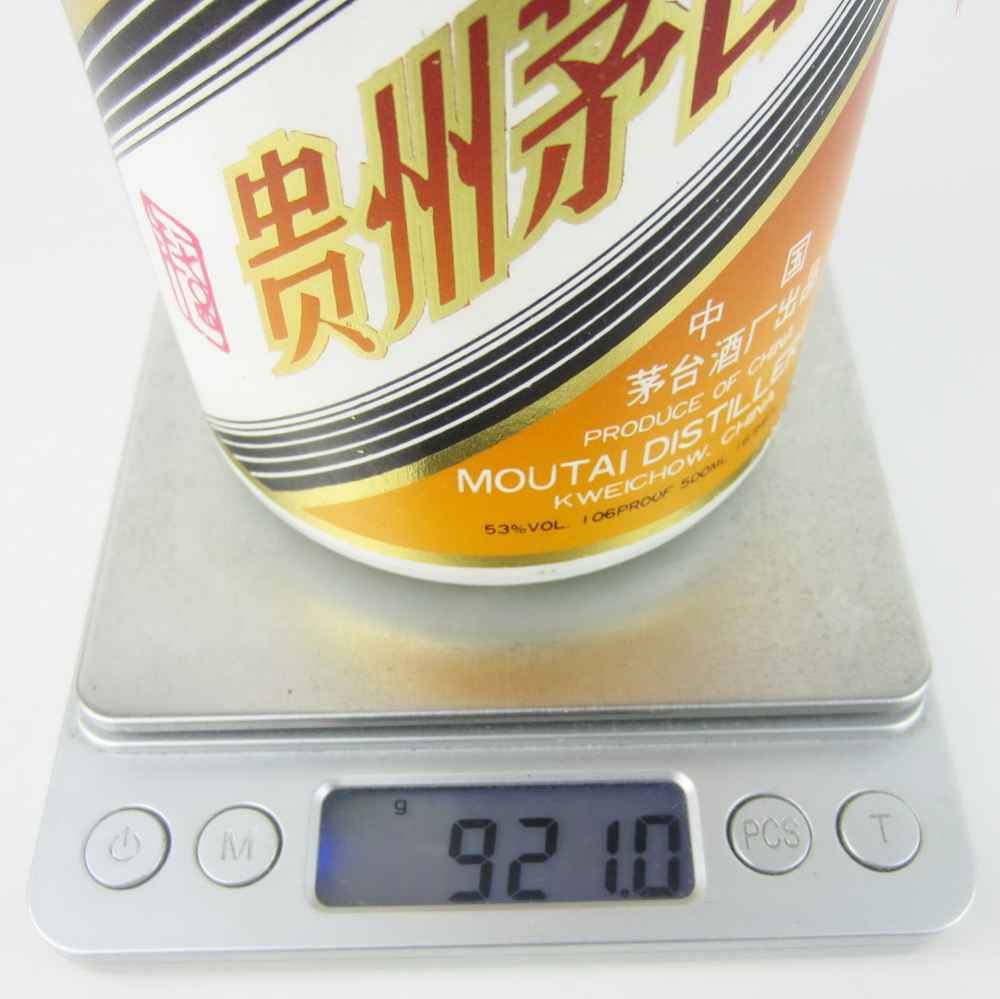 贵州茅台
中国
茅台酒厂出品
PRODUCE OF CHINA
MOUTAI DISTILLERY
KWEICHOW. CHINA
53%VOL. 106PROOF 500ML
g
921.0
M
PCS
T